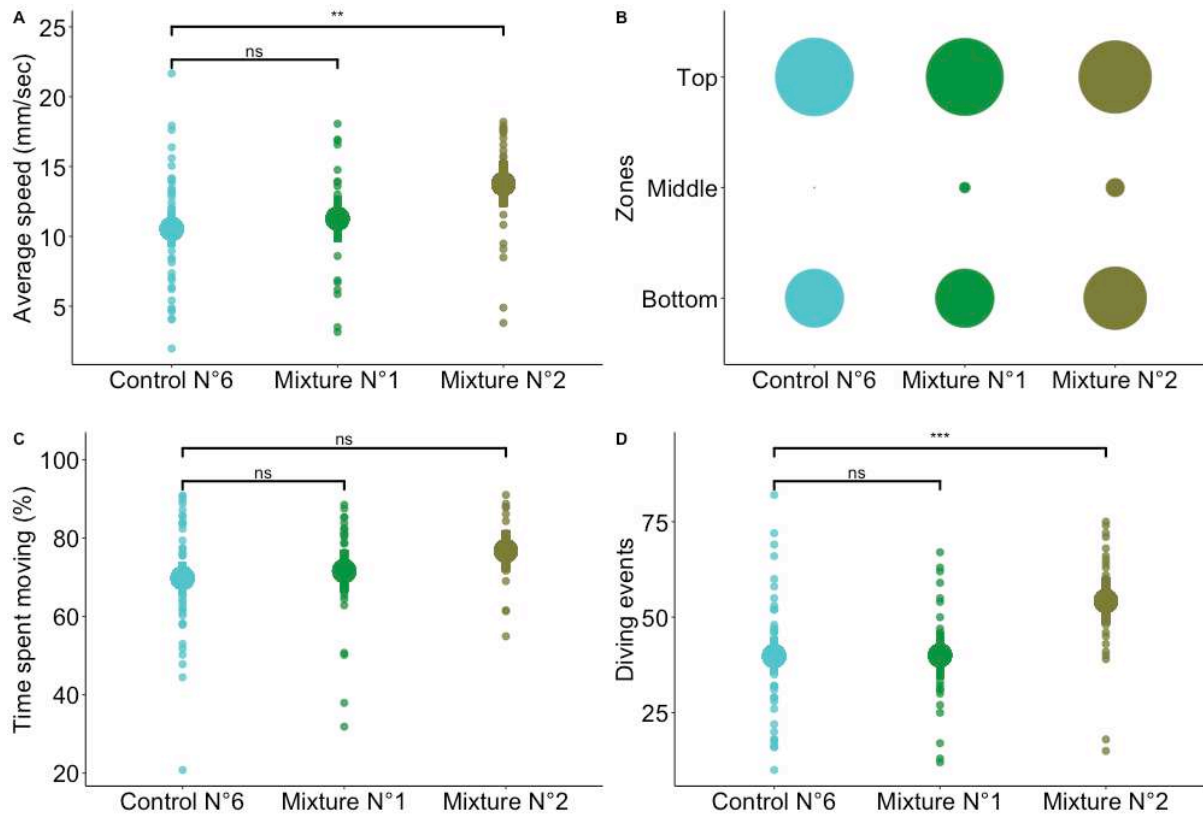 A
Average speed (mm/sec)
25
20
15
10
5
**
ns
Control N°6 Mixture N°1 Mixture N°2
B
Zones
Top
Middle
Bottom
Control N°6 Mixture N°1 Mixture N°2
C
Time spent moving (%)
100
80
60
40
20
ns
ns
Control N°6 Mixture N°1 Mixture N°2
D
Diving events
75
50
25
***
ns
Control N°6 Mixture N°1 Mixture N°2